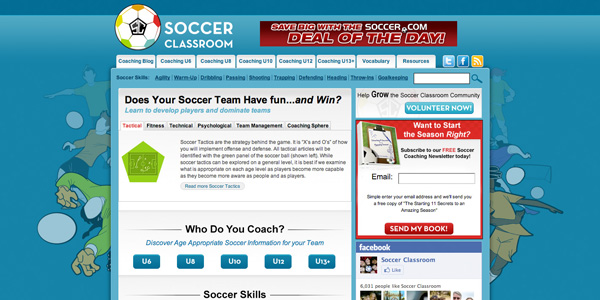 SOCCER
CLASSROOM
SAVE BIG WITH THE SOCCER.COM
DEAL OF THE DAY!
Coaching Blog Coaching U6 Coaching U8 Coaching U10 Coaching U12 Coaching U13+ Vocabulary Resources
Soccer Skills: Agility Warm-Up Dribbling Passing Shooting Trapping Defending Heading Throw-Ins Goalkeeping
Does Your Soccer Team Have fun...and Win?
Learn to develop players and dominate teams
Tactical Fitness Technical Psychological Team Management Coaching Sphere
Soccer Tactics are the strategy behind the game. It is "X's and O's" of how
you will implement offense and defense. All tactical articles will be
identified with the green panel of the soccer ball (shown left). While
soccer tactics can be explored on a general level, it is best if we examine
what is appropriate on each age level as players become more capable
as they become more aware as people and as players.
Read more Soccer Tactics
Who Do You Coach?
Discover Age Appropriate Soccer Information for your Team
U6 U8 U10 U12 U13+
Soccer Skills
Help Grow the Soccer Classroom Community
VOLUNTEER NOW!
Want to Start
the Season Right?
Subscribe to our FREE Soccer
Coaching Newsletter today!
Email:
Simple enter your email address and we'll send you
a free copy of "The Starting 11 Secrets to an
Amazing Season"
SEND MY BOOK!
facebook
Soccer Classroom
Like
6,031 people like Soccer Classroom